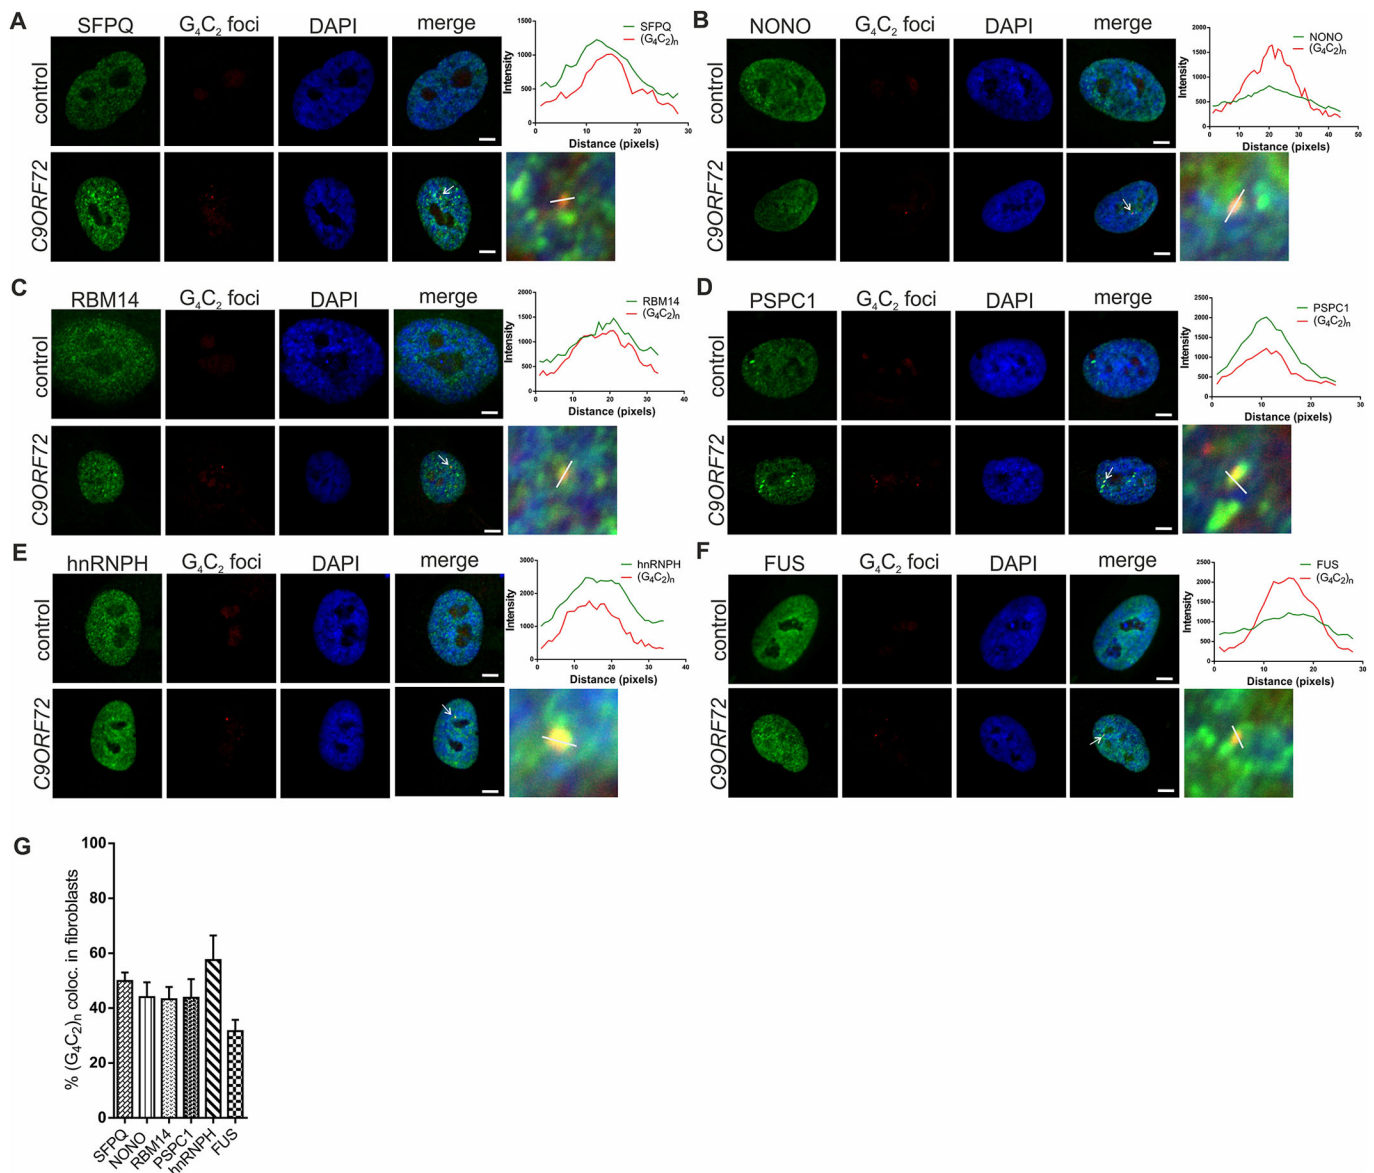 A
SFPQ G₄C₂ foci DAPI merge
control
C9ORF72
SFPQ
(G₄C₂)n
Intensity
1500
1000
500
0
0 10 20 30
Distance (pixels)
B
NONO G₄C₂ foci DAPI merge
control
C9ORF72
NONO
(G₄C₂)n
Intensity
2000
1500
1000
500
0
0 10 20 30 40 50
Distance (pixels)
C
RBM14 G₄C₂ foci DAPI merge
control
C9ORF72
RBM14
(G₄C₂)n
Intensity
2000
1500
1000
500
0
0 10 20 30 40
Distance (pixels)
D
PSPC1 G₄C₂ foci DAPI merge
control
C9ORF72
PSPC1
(G₄C₂)n
Intensity
2500
2000
1500
1000
500
0
0 10 20 30
Distance (pixels)
E
hnRNPH G₄C₂ foci DAPI merge
control
C9ORF72
hnRNPH
(G₄C₂)n
Intensity
3000
2000
1000
0
0 10 20 30 40
Distance (pixels)
F
FUS G₄C₂ foci DAPI merge
control
C9ORF72
FUS
(G₄C₂)n
Intensity
2500
2000
1500
1000
500
0
0 10 20 30
Distance (pixels)
G
% (G₄C₂)n coloc. in fibroblasts
100
80
60
40
20
0
SFPQ
NONO
RBM14
PSPC1
hnRNPH
FUS